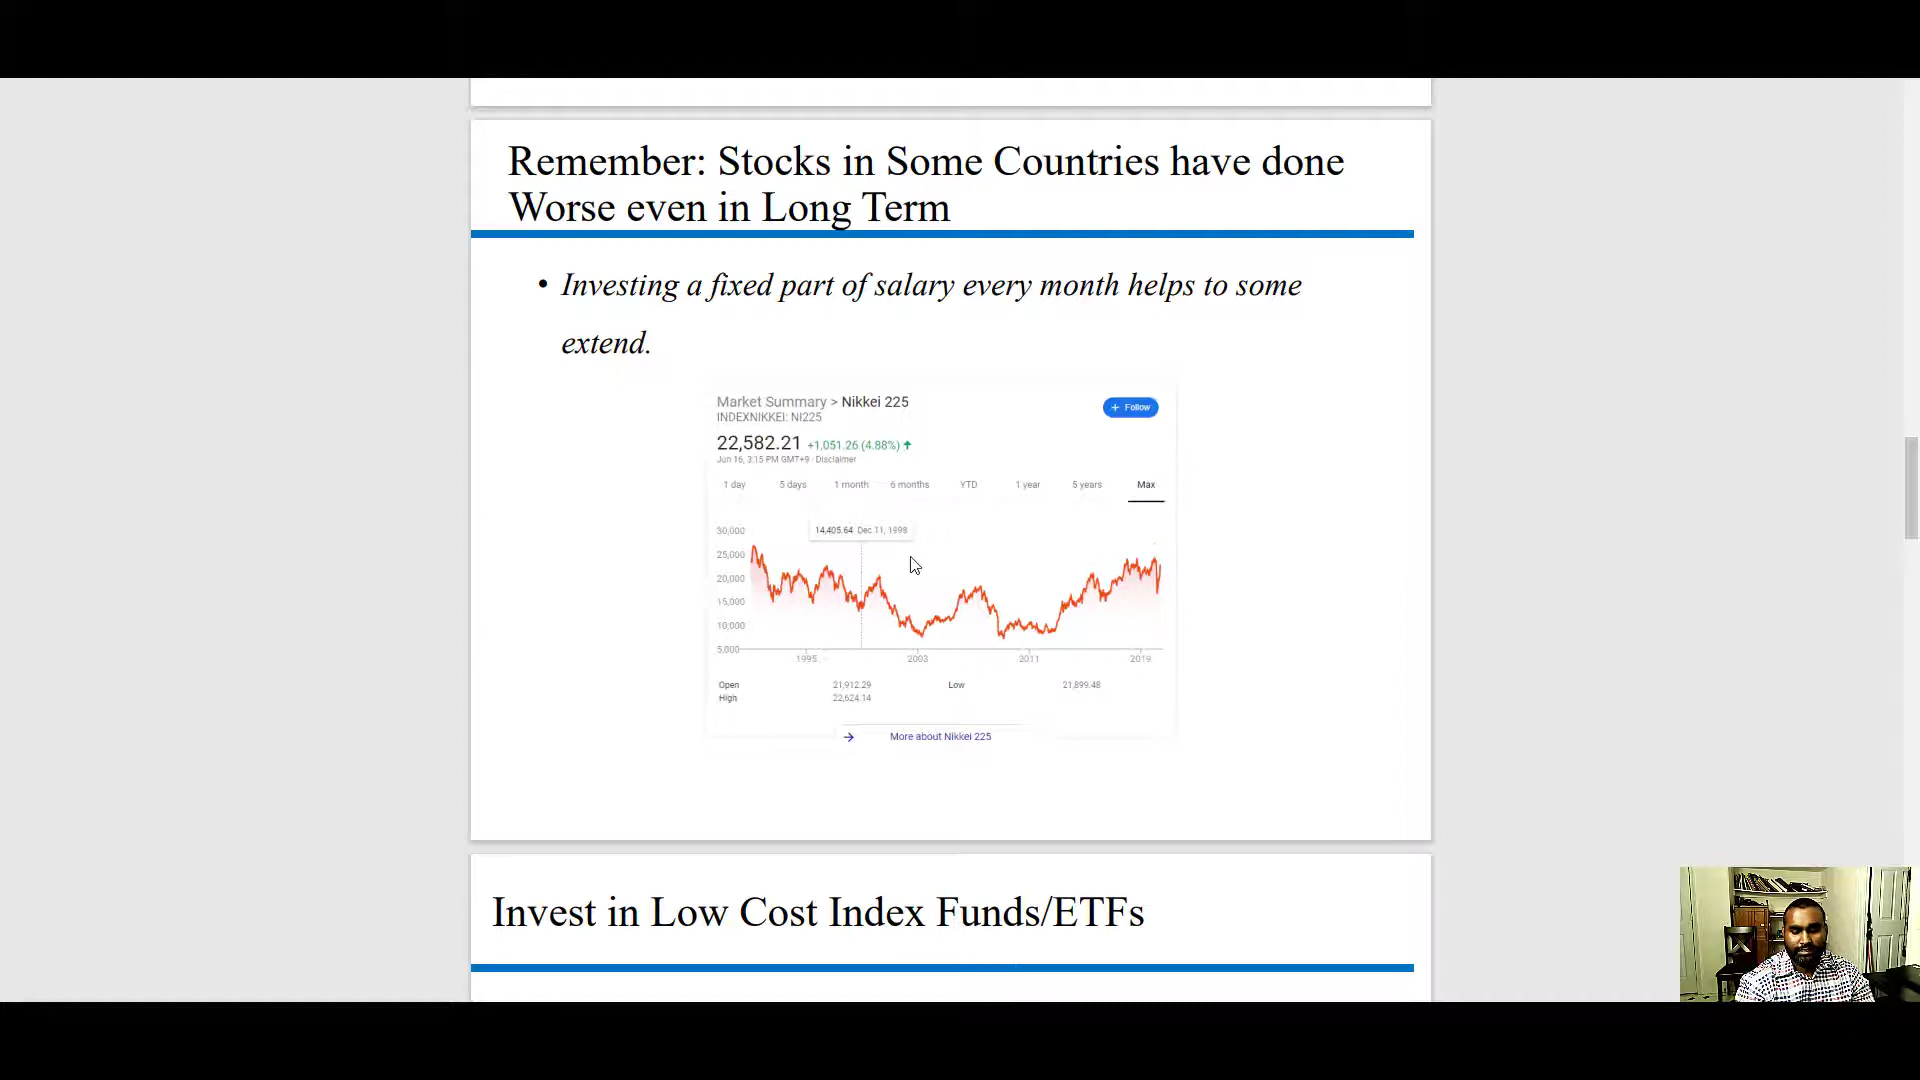 Remember: Stocks in Some Countries have done
Worse even in Long Term
• Investing a fixed part of salary every month helps to some
extend.
Market Summary > Nikkei 225
INDEXNIKKEI: NI225
+ Follow
22,582.21 +1,051.26 (4.88%) ↑
Jun 16, 3:15 PM GMT+9 · Disclaimer
1 day 5 days 1 month 6 months YTD 1 year 5 years Max
14,405.64 Dec 11, 1998
30,000
25,000
20,000
15,000
10,000
5,000
1995 2003 2011 2019
Open 21,912.29 Low 21,899.48
High 22,624.14
→ More about Nikkei 225
Invest in Low Cost Index Funds/ETFs